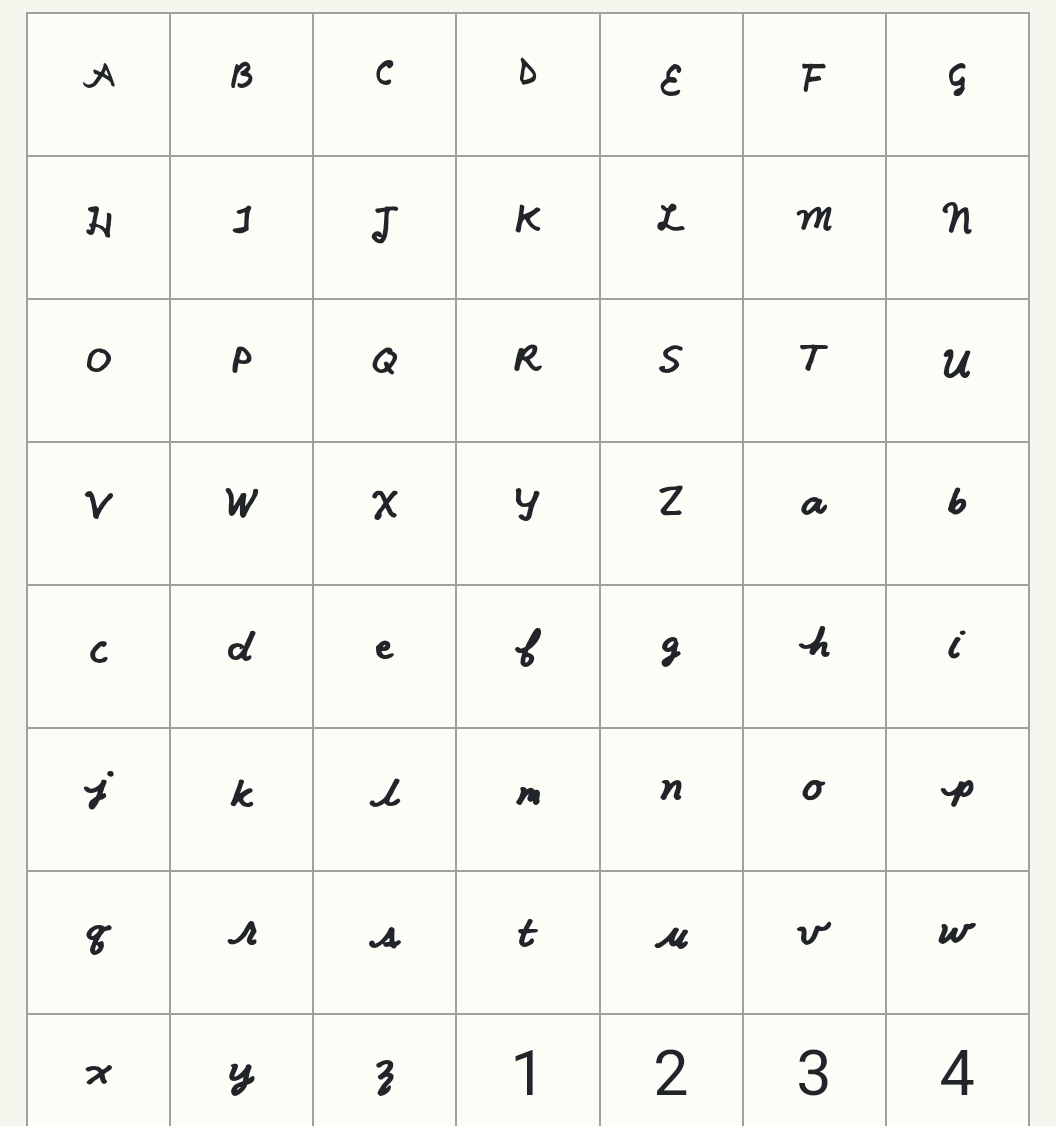 A B C D E F G
H I J K L M N
O P Q R S T U
V W X Y Z a b
c d e f g h i
j k l m n o p
q r s t u v w
x y z 1 2 3 4